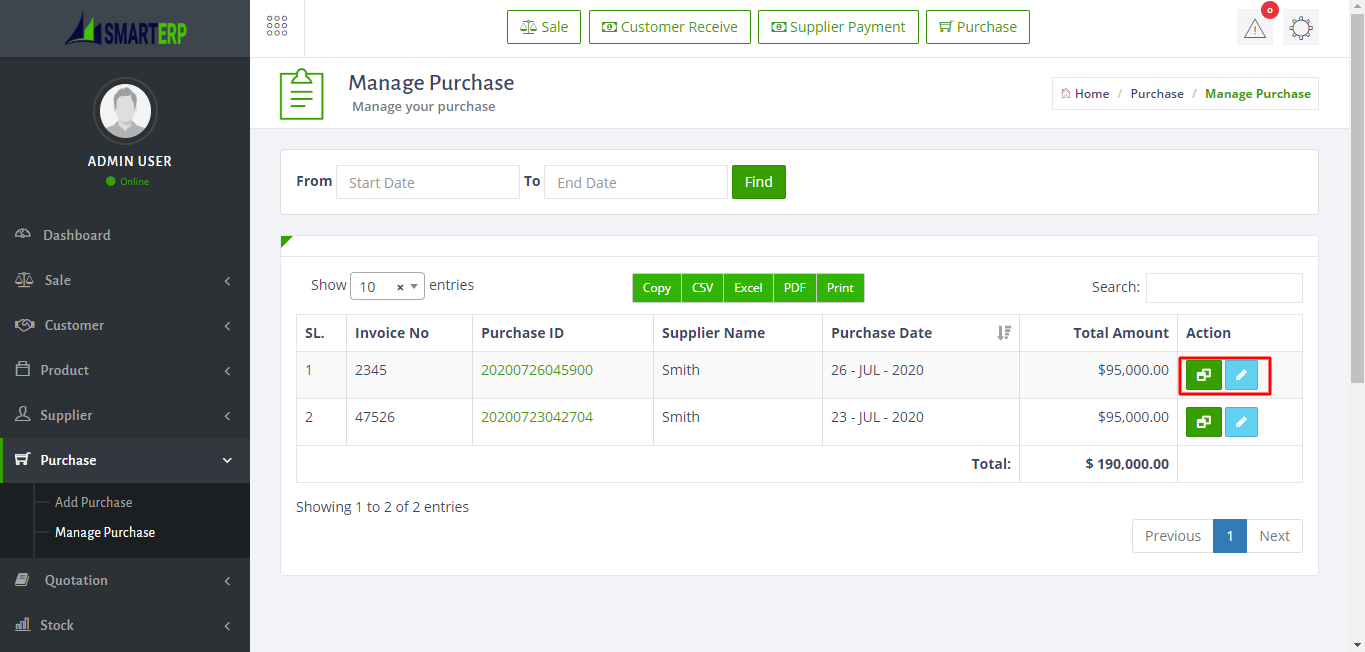 SMARTERP
Sale Customer Receive Supplier Payment Purchase 0
Manage Purchase
Manage your purchase
Home / Purchase / Manage Purchase
ADMIN USER
Online
Dashboard
Sale
Customer
Product
Supplier
Purchase
Add Purchase
Manage Purchase
Quotation
Stock
From Start Date To End Date Find
Show 10 × entries Copy CSV Excel PDF Print Search:
SL. Invoice No Purchase ID Supplier Name Purchase Date Total Amount Action
1 2345 20200726045900 Smith 26 - JUL - 2020 $95,000.00
2 47526 20200723042704 Smith 23 - JUL - 2020 $95,000.00
Total: $ 190,000.00
Showing 1 to 2 of 2 entries
Previous 1 Next